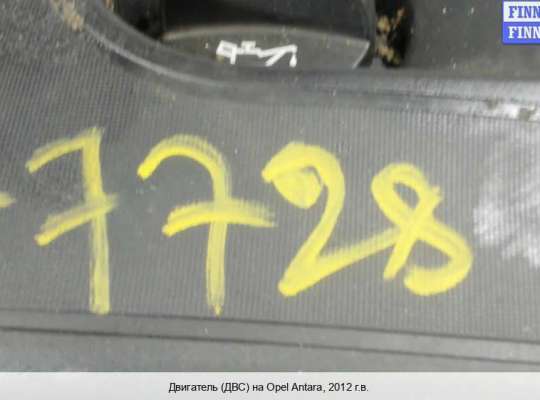 FINN
FINN
-7728
Двигатель (ДВС) на Opel Antara, 2012 г.в.